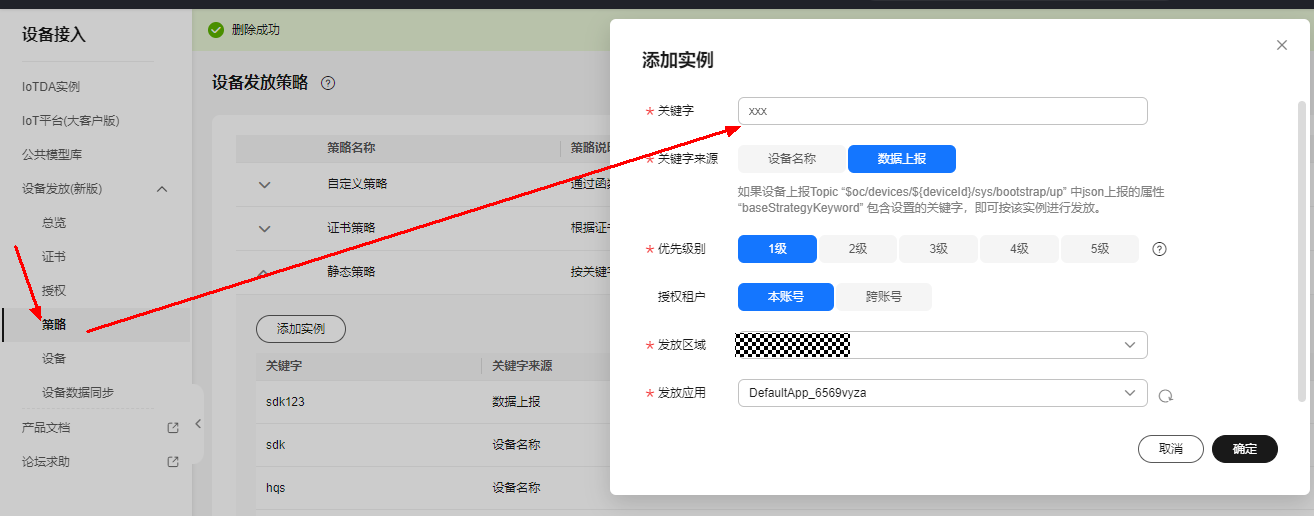 设备接入
IoTDA实例
IoT平台(大客户版)
公共模型库
设备发放(新版)
总览
证书
授权
策略
设备
设备数据同步
产品文档
论坛求助
删除成功
设备发放策略
策略名称
自定义策略
通过函
证书策略
静态策略
按关键字
添加实例
关键字 关键字来源
sdk123 数据上报
sdk 设备名称
hqs 设备名称
添加实例
* 关键字 xxx
* 关键字来源 设备名称 数据上报
如果设备上报Topic “$oc/devices/${deviceId}/sys/bootstrap/up” 中json上报的属性
“baseStrategyKeyword” 包含设置的关键字，即可按该实例进行发放。
* 优先级别 1级 2级 3级 4级 5级
授权租户 本账号 跨账号
* 发放区域
* 发放应用 DefaultApp_6569vyza
取消 确定